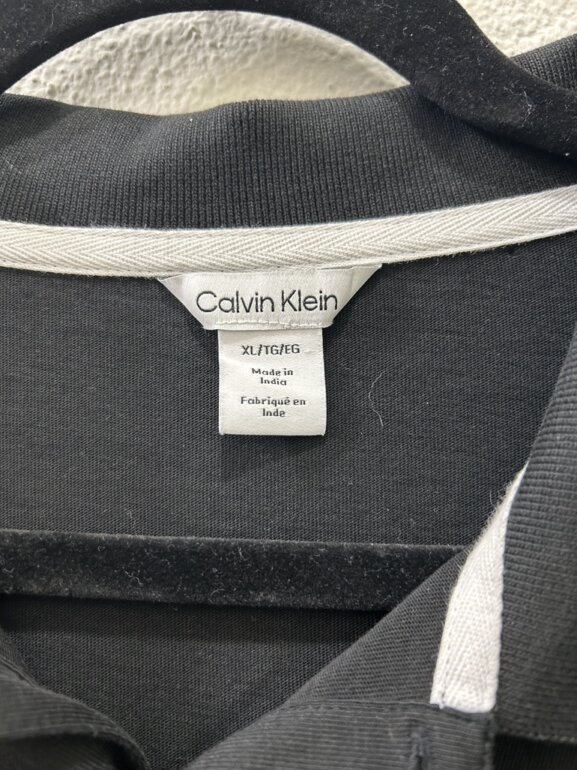 Calvin Klein
XL/TG/EG
Made in
India
Fabriqué en
Inde